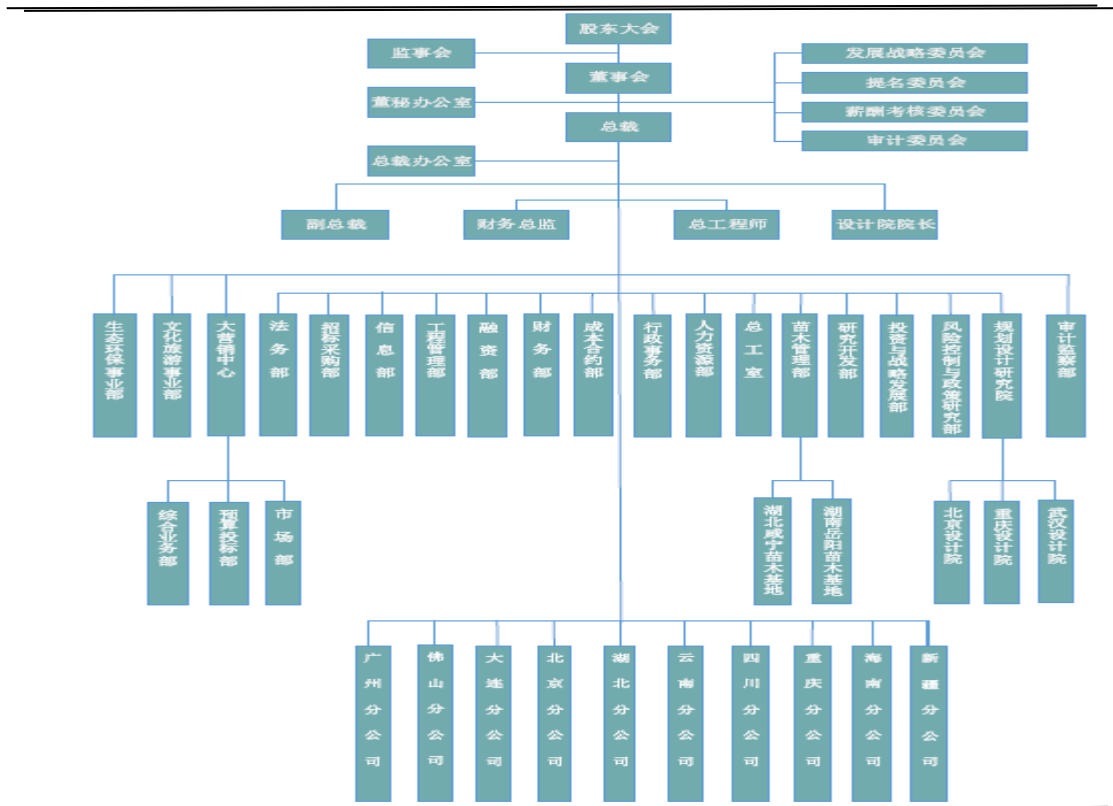 股东大会
监事会
发展战略委员会
董事会
提名委员会
董秘办公室
薪酬考核委员会
总裁
审计委员会
总裁办公室
副总裁
财务总监
总工程师
设计院院长
生态环保事业部
文化旅游事业部
大营销中心
法务部
招标采购部
信息部
工程管理部
融资部
财务部
成本合约部
行政事务部
人力资源部
总工室
苗木管理部
研究开发部
投资与战略发展部
风险控制与政策研究部
规划设计研究院
审计监察部
综合业务部
预算投标部
市场部
湖北咸宁苗木基地
湖南岳阳苗木基地
北京设计院
重庆设计院
武汉设计院
广州分公司
佛山分公司
大连分公司
北京分公司
湖北分公司
云南分公司
四川分公司
重庆分公司
海南分公司
新疆分公司